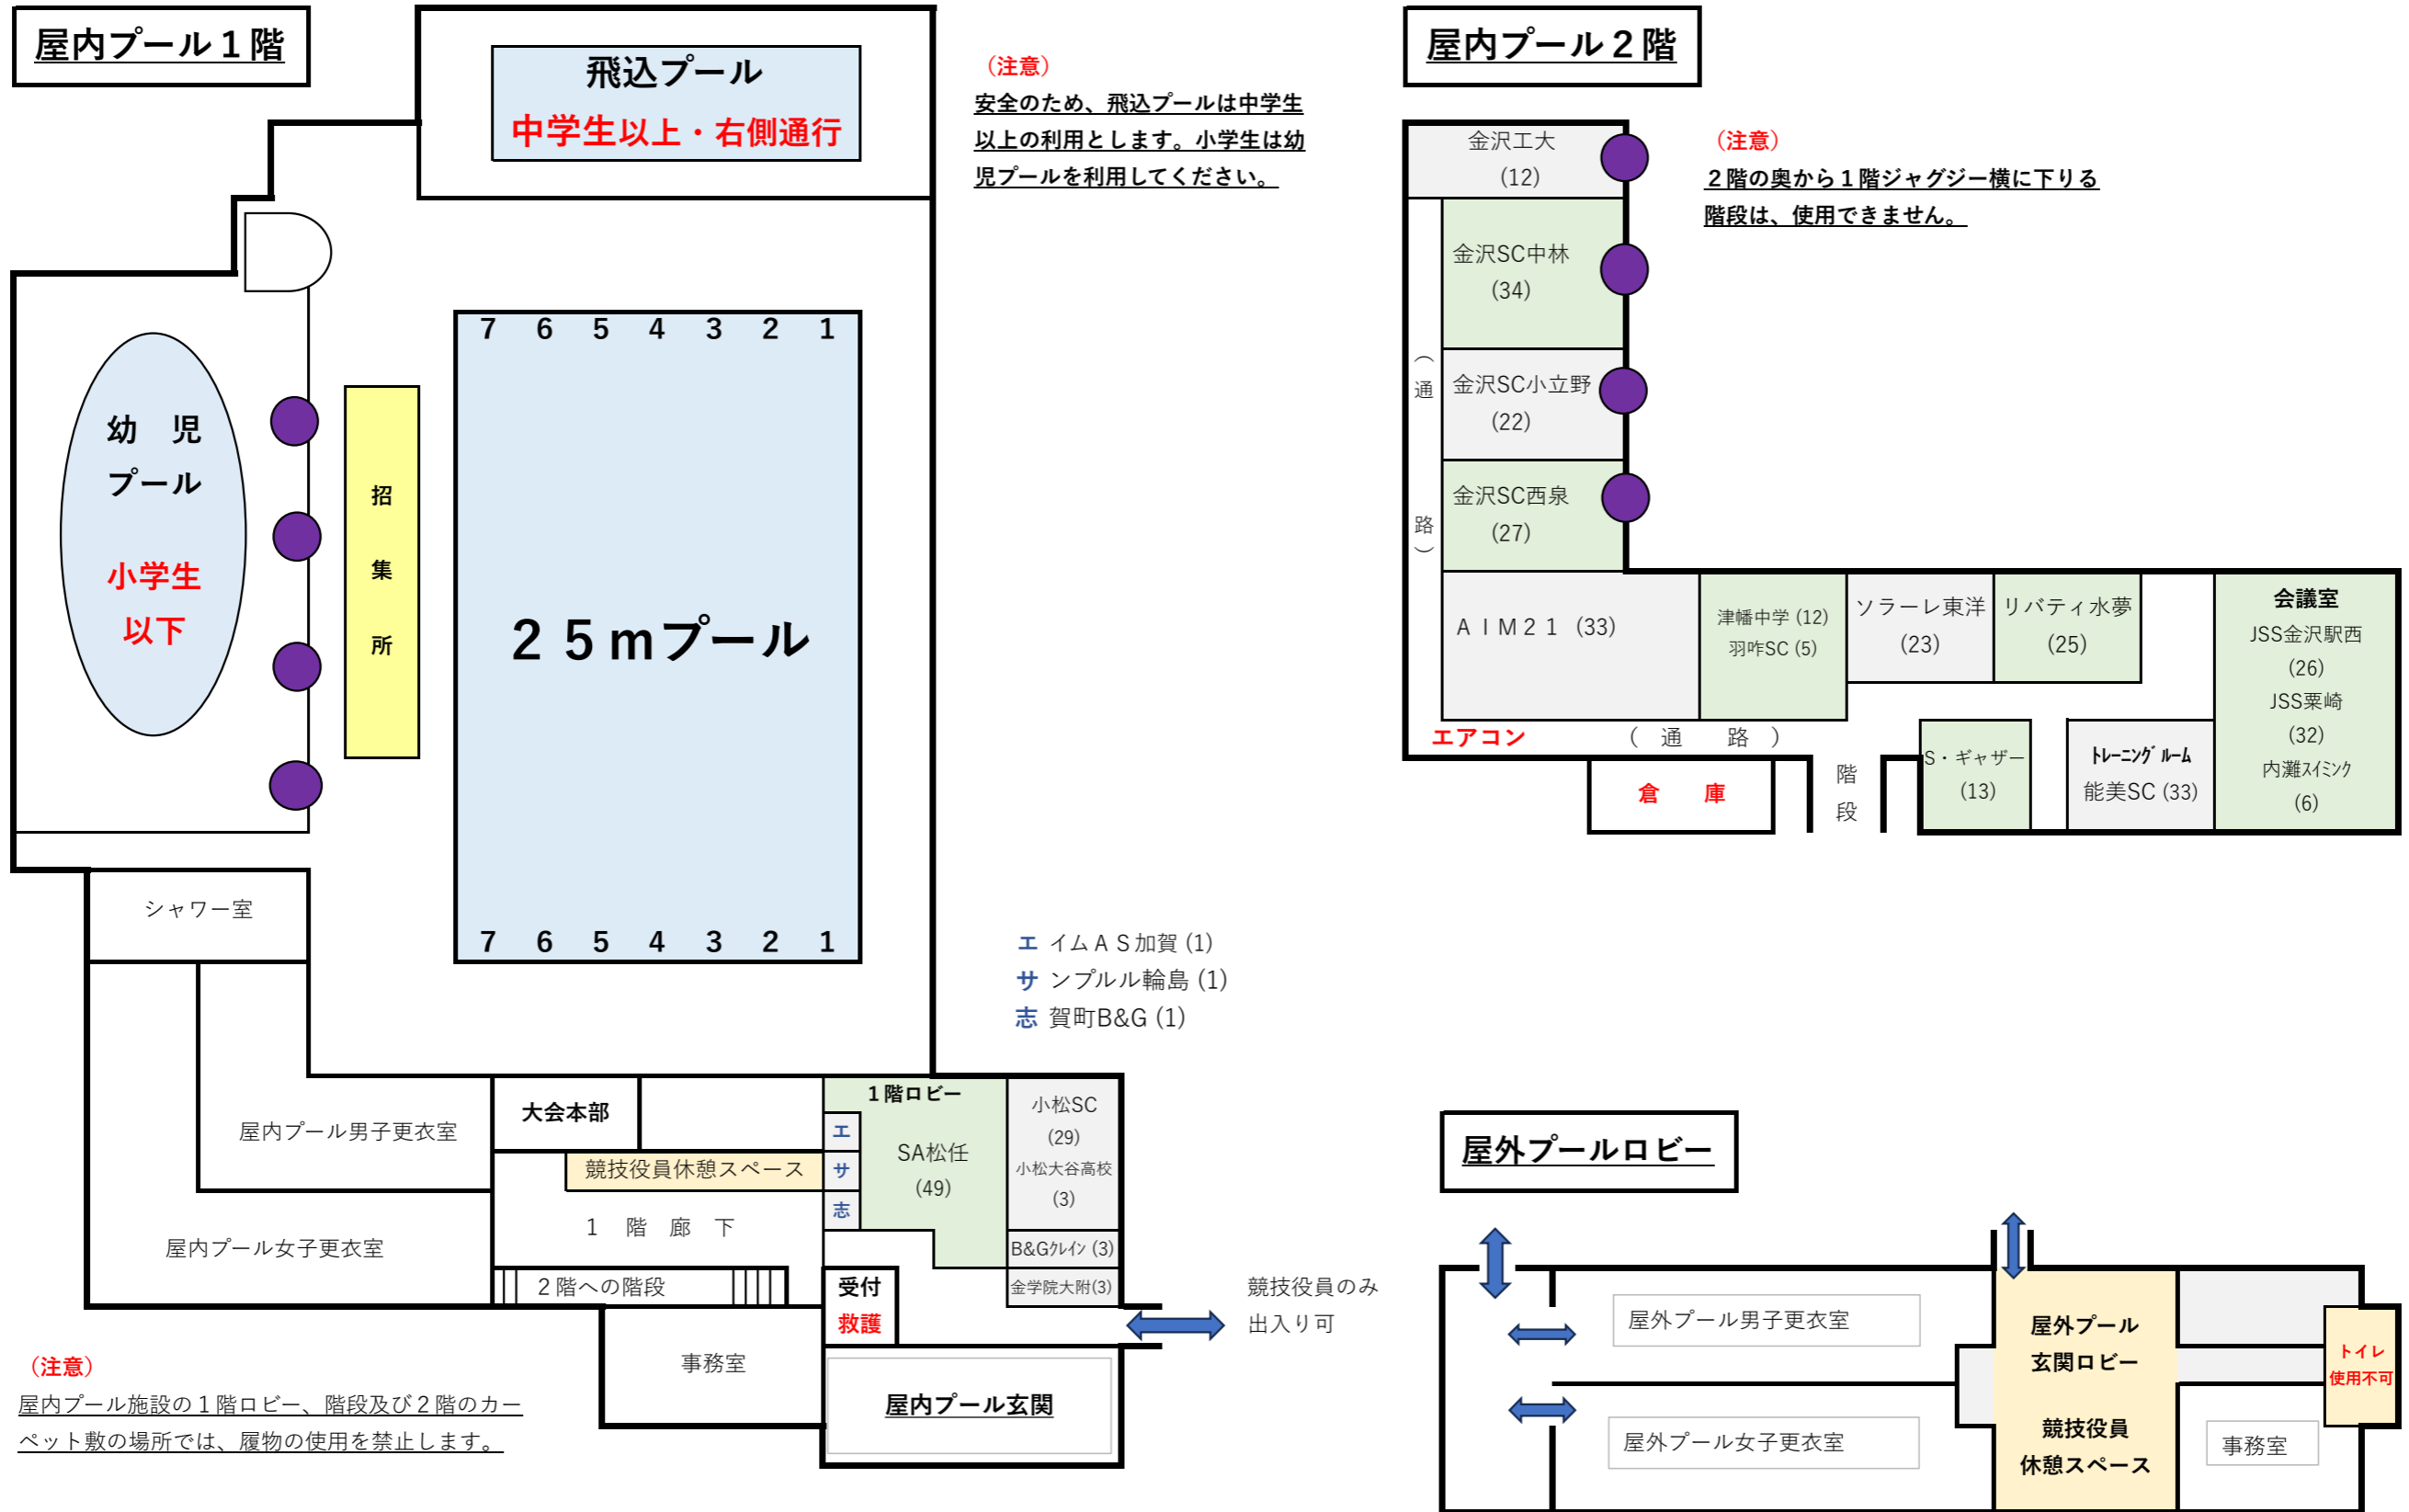 屋内プール１階
飛込プール
中学生以上・右側通行
（注意）
安全のため、飛込プールは中学生
以上の利用とします。小学生は幼
児プールを利用してください。
7 6 5 4 3 2 1
幼　児
プール
小学生
以下
招
集
所
２５ｍプール
7 6 5 4 3 2 1
シャワー室
エ イムＡＳ加賀 (1)
サ ンプルル輪島 (1)
志 賀町B&G (1)
屋内プール男子更衣室
屋内プール女子更衣室
大会本部
競技役員休憩スペース
１　階　廊　下
２階への階段
１階ロビー
エ
サ
志
SA松任
(49)
小松SC
(29)
小松大谷高校
(3)
B&Gｸﾚｲﾝ (3)
金学院大附(3)
受付
救護
競技役員のみ
出入り可
事務室
屋内プール玄関
（注意）
屋内プール施設の１階ロビー、階段及び２階のカー
ペット敷の場所では、履物の使用を禁止します。
屋内プール２階
金沢工大
(12)
（注意）
２階の奥から１階ジャグジー横に下りる
階段は、使用できません。
金沢SC中林
(34)
金沢SC小立野
(22)
金沢SC西泉
(27)
（
通
路
）
ＡＩＭ２１ (33)
津幡中学 (12)
羽咋SC (5)
ソラーレ東洋
(23)
リバティ水夢
(25)
会議室
JSS金沢駅西
(26)
JSS粟崎
(32)
内灘ｽｲﾐﾝｸ
(6)
エアコン
（　通　　路　）
倉　庫
階
段
S・ギャザー
(13)
ﾄﾚｰﾆﾝｸﾞﾙｰﾑ
能美SC (33)
屋外プールロビー
屋外プール男子更衣室
屋外プール女子更衣室
屋外プール
玄関ロビー
競技役員
休憩スペース
トイレ
使用不可
事務室